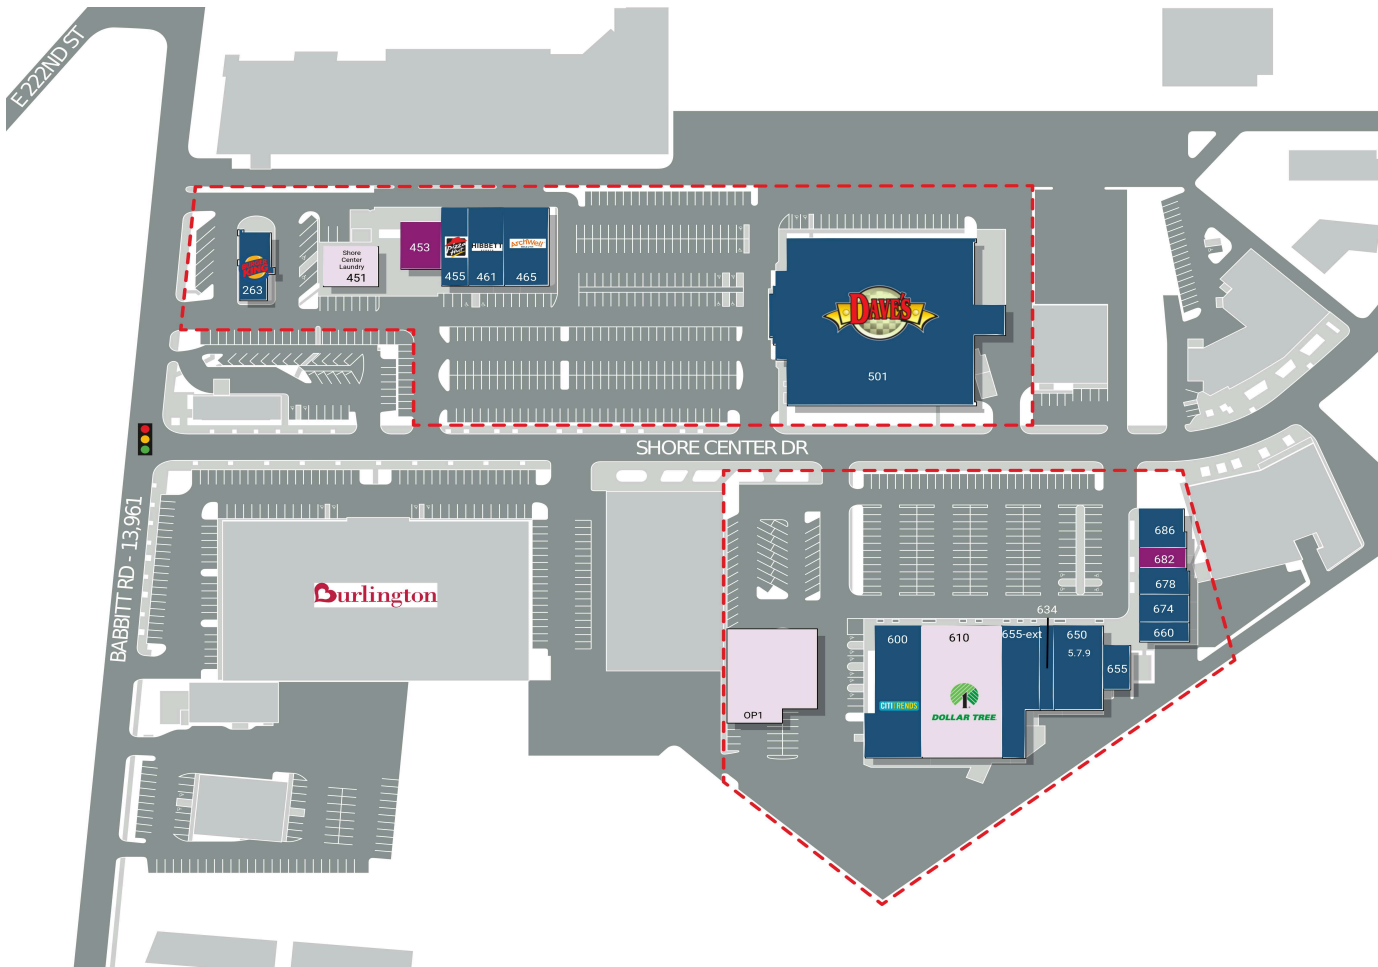 E 222ND ST
BURGER KING
263
Shore
Center
Laundry
451
453
Pizza
455
HIBBETT
461
ArchWell
465
DAVE'S
501
SHORE CENTER DR
BABBITT RD - 13,961
Burlington
OP1
600
CITI TRENDS
610
DOLLAR TREE
655-ext
634
650
5.7.9
655
686
682
678
674
660